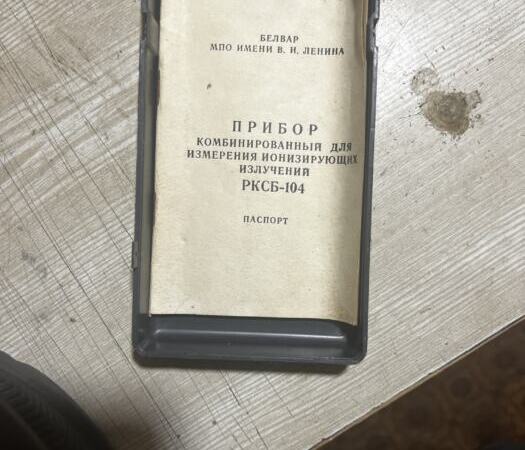 БЕЛВАР
МПО ИМЕНИ В. И. ЛЕНИНА
ПРИБОР
КОМБИНИРОВАННЫЙ ДЛЯ
ИЗМЕРЕНИЯ ИОНИЗИРУЮЩИХ
ИЗЛУЧЕНИЙ
РКСБ-104
ПАСПОРТ